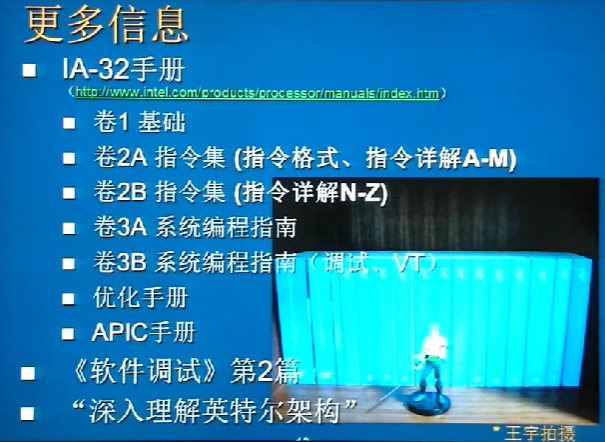 更多信息
■ IA-32手册
（http://www.intel.com/products/processor/manuals/index.htm）
■ 卷1 基础
■ 卷2A 指令集 (指令格式、指令详解A-M)
■ 卷2B 指令集 (指令详解N-Z)
■ 卷3A 系统编程指南
■ 卷3B 系统编程指南（调试、VT）
■ 优化手册
■ APIC手册
■ 《软件调试》第2篇
■ “深入理解英特尔架构”
*王宇拍摄